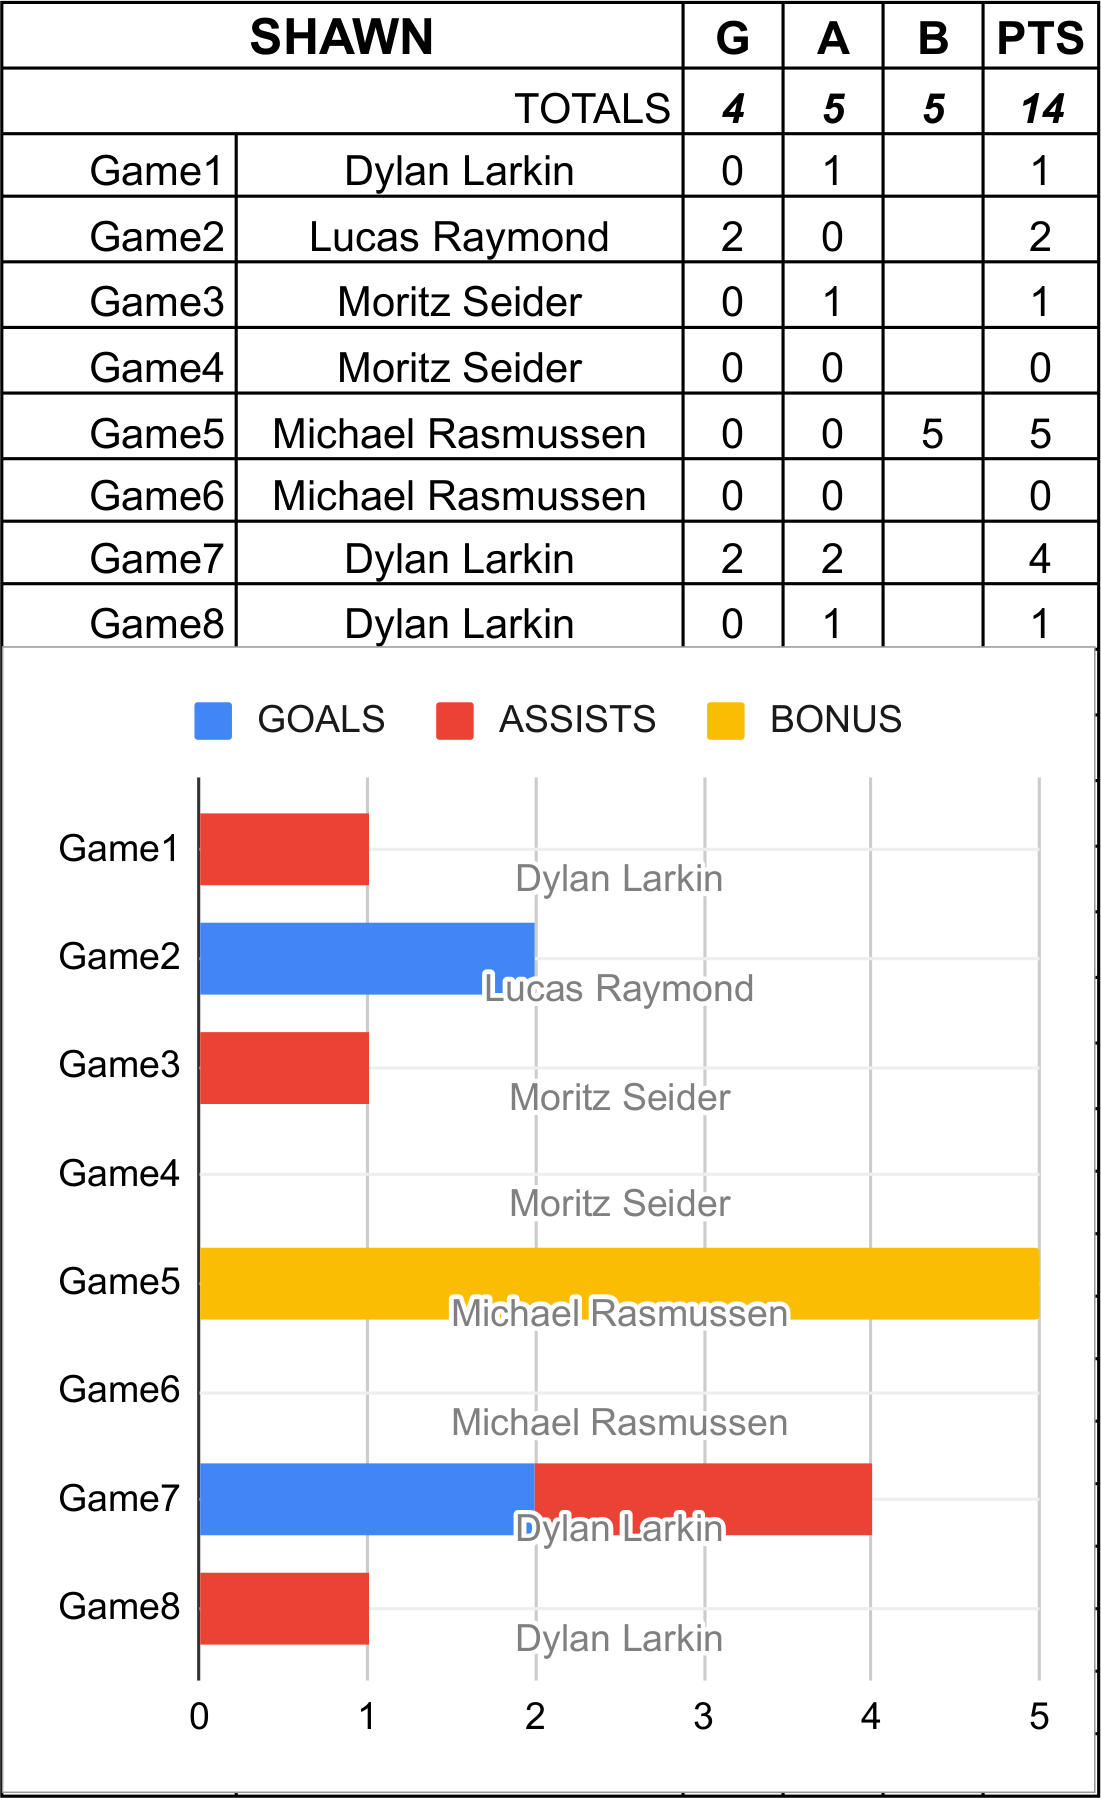 SHAWN G A B PTS
TOTALS 4 5 5 14
Game1 Dylan Larkin 0 1 1
Game2 Lucas Raymond 2 0 2
Game3 Moritz Seider 0 1 1
Game4 Moritz Seider 0 0 0
Game5 Michael Rasmussen 0 0 5 5
Game6 Michael Rasmussen 0 0 0
Game7 Dylan Larkin 2 2 4
Game8 Dylan Larkin 0 1 1
GOALS ASSISTS BONUS
Game1
Dylan Larkin
Game2
Lucas Raymond
Game3
Moritz Seider
Game4
Moritz Seider
Game5
Michael Rasmussen
Game6
Michael Rasmussen
Game7
Dylan Larkin
Game8
Dylan Larkin
0 1 2 3 4 5